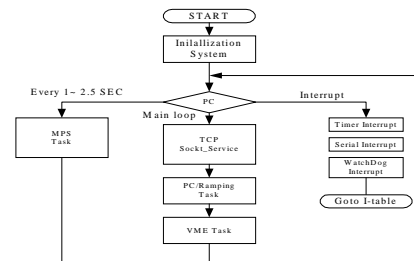 START
Inilallization
System
Every 1~ 2.5 SEC
PC
Interrupt
Main loop
MPS
Task
TCP
Sockt_Service
Timer Interrupt
Serial Interrupt
WatchDog
Interrupt
PC/Ramping
Task
Goto I-table
VME Task